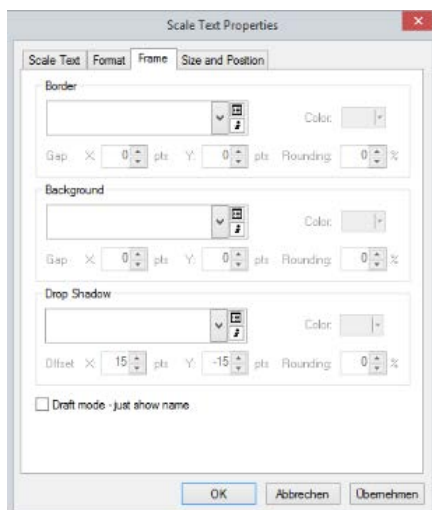 Scale Text Properties
Scale Text Format Frame Size and Position
Border
Color:
Gap X: 0 pts Y: 0 pts Rounding: 0 %
Background
Color:
Gap X: 0 pts Y: 0 pts Rounding: 0 %
Drop Shadow
Color:
Offset X: 15 pts Y: -15 pts Rounding: 0 %
Draft mode - just show name
OK Abbrechen Übernehmen